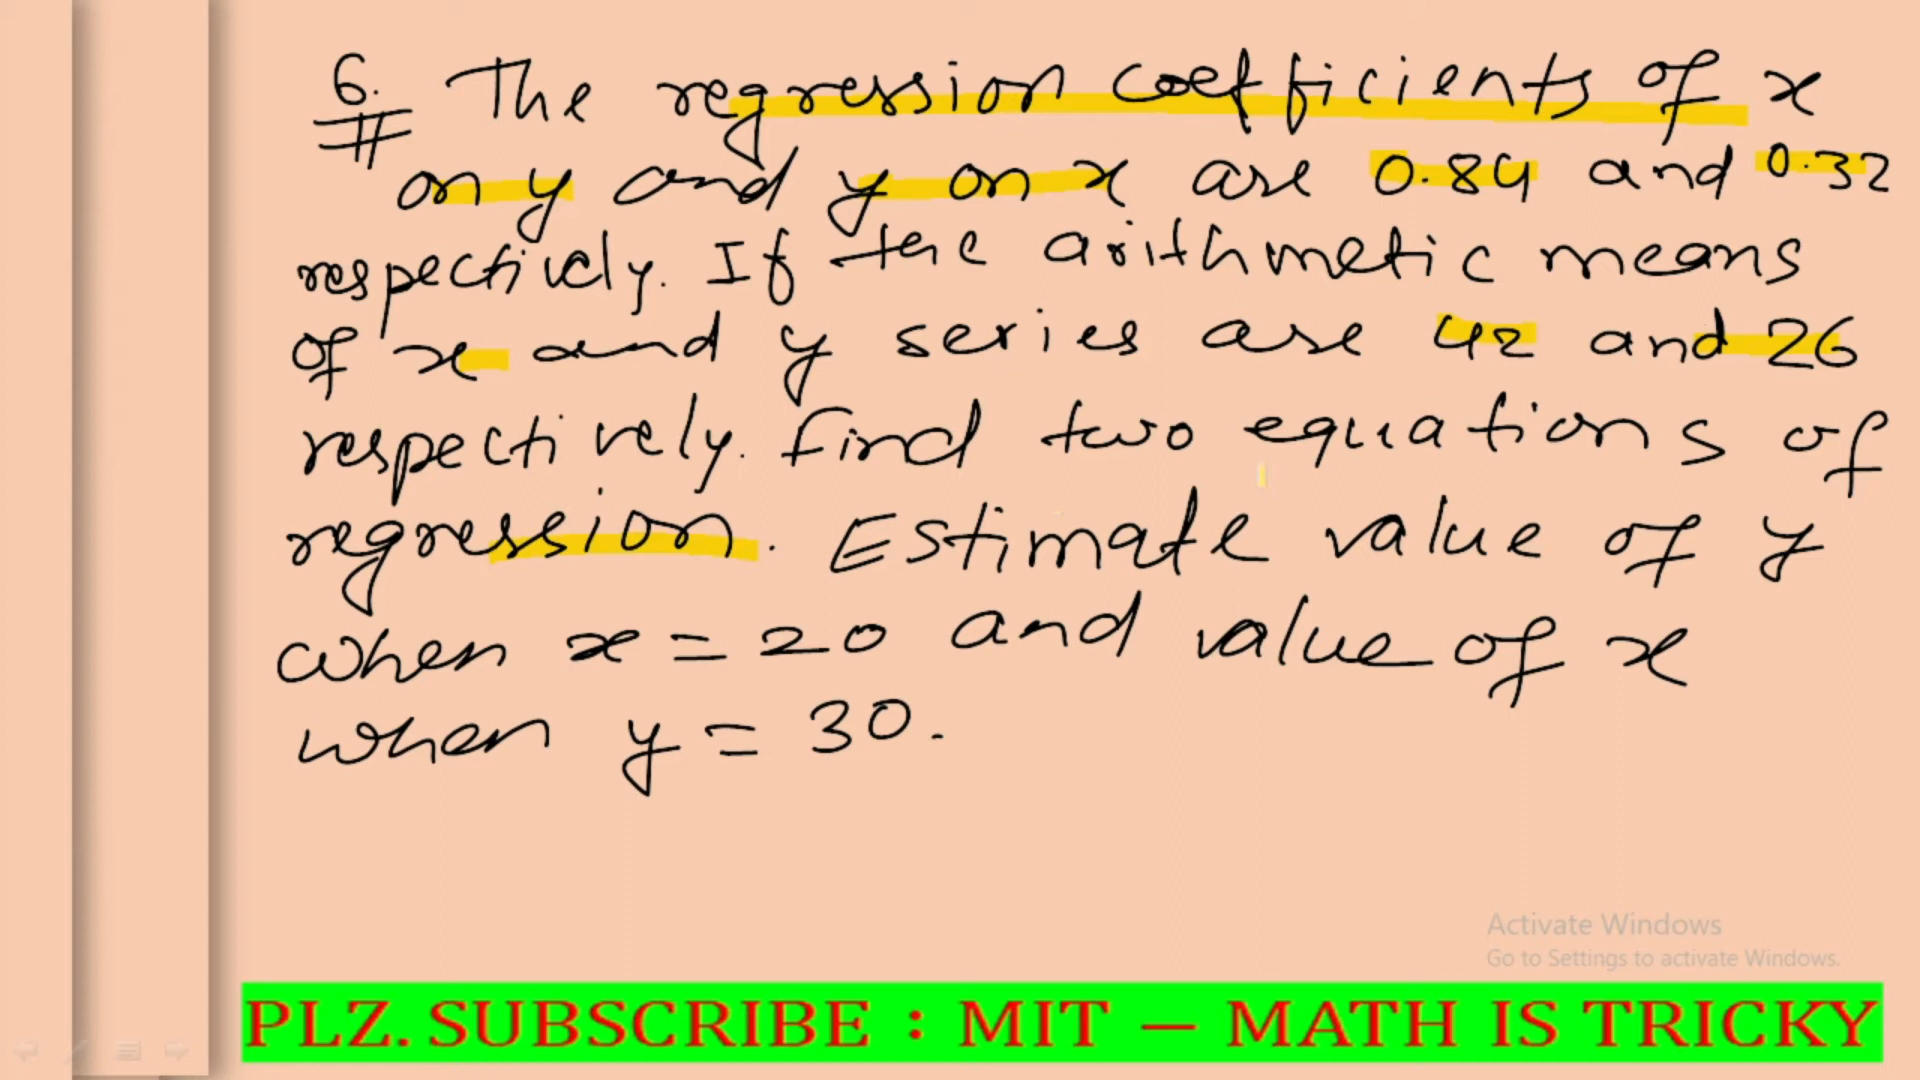 6. The regression coefficients of x
on y and y on x are 0.84 and 0.32
respectively. If the arithmetic means
of x and y series are 42 and 26
respectively. Find two equations of
regression. Estimate value of y
when x = 20 and value of x
when y = 30.
Activate Windows
Go to Settings to activate Windows.
PLZ. SUBSCRIBE : MIT – MATH IS TRICKY